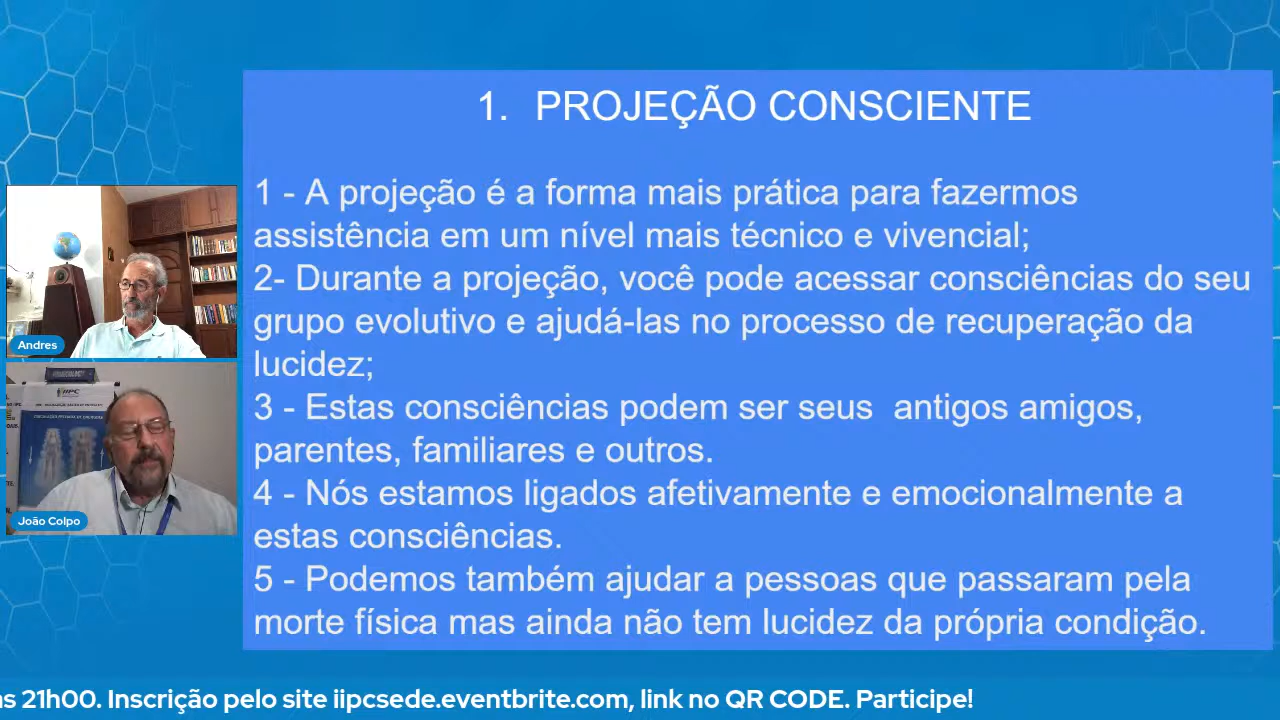 1. PROJEÇÃO CONSCIENTE
1 - A projeção é a forma mais prática para fazermos
assistência em um nível mais técnico e vivencial;
2- Durante a projeção, você pode acessar consciências do seu
grupo evolutivo e ajudá-las no processo de recuperação da
lucidez;
3 - Estas consciências podem ser seus  antigos amigos,
parentes, familiares e outros.
4 - Nós estamos ligados afetivamente e emocionalmente a
estas consciências.
5 - Podemos também ajudar a pessoas que passaram pela
morte física mas ainda não tem lucidez da própria condição.
Andres
IIPC
João Colpo
às 21h00. Inscrição pelo site iipcsede.eventbrite.com, link no QR CODE. Participe!